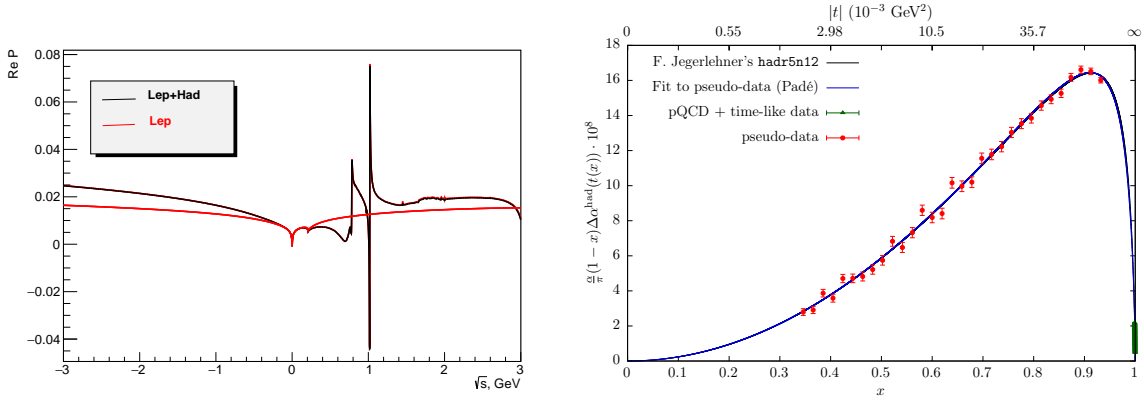 Re P
0.08
0.06
0.04
0.02
0
−0.02
−0.04
Lep+Had
Lep
−3 −2 −1 0 1 2 3
√s, GeV
|t| (10⁻³ GeV²)
0 0.55 2.98 10.5 35.7 ∞
18
16
14
12
10
8
6
4
2
0
α/π (1 − x)Δα^had(t(x)) · 10⁸
F. Jegerlehner's hadr5n12
Fit to pseudo-data (Padé)
pQCD + time-like data
pseudo-data
0 0.1 0.2 0.3 0.4 0.5 0.6 0.7 0.8 0.9 1
x